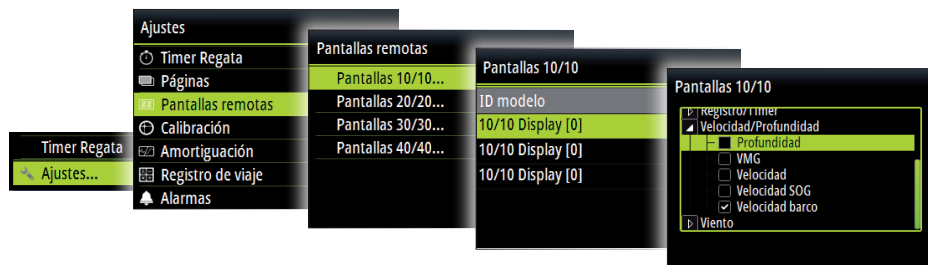 Timer Regata
Ajustes...
Ajustes
Timer Regata
Páginas
Pantallas remotas
Calibración
Amortiguación
Registro de viaje
Alarmas
Pantallas remotas
Pantallas 10/10...
Pantallas 20/20...
Pantallas 30/30...
Pantallas 40/40...
Pantallas 10/10
ID modelo
10/10 Display [0]
10/10 Display [0]
10/10 Display [0]
Pantallas 10/10
Registro/Timer
Velocidad/Profundidad
Profundidad
VMG
Velocidad
Velocidad SOG
Velocidad barco
Viento